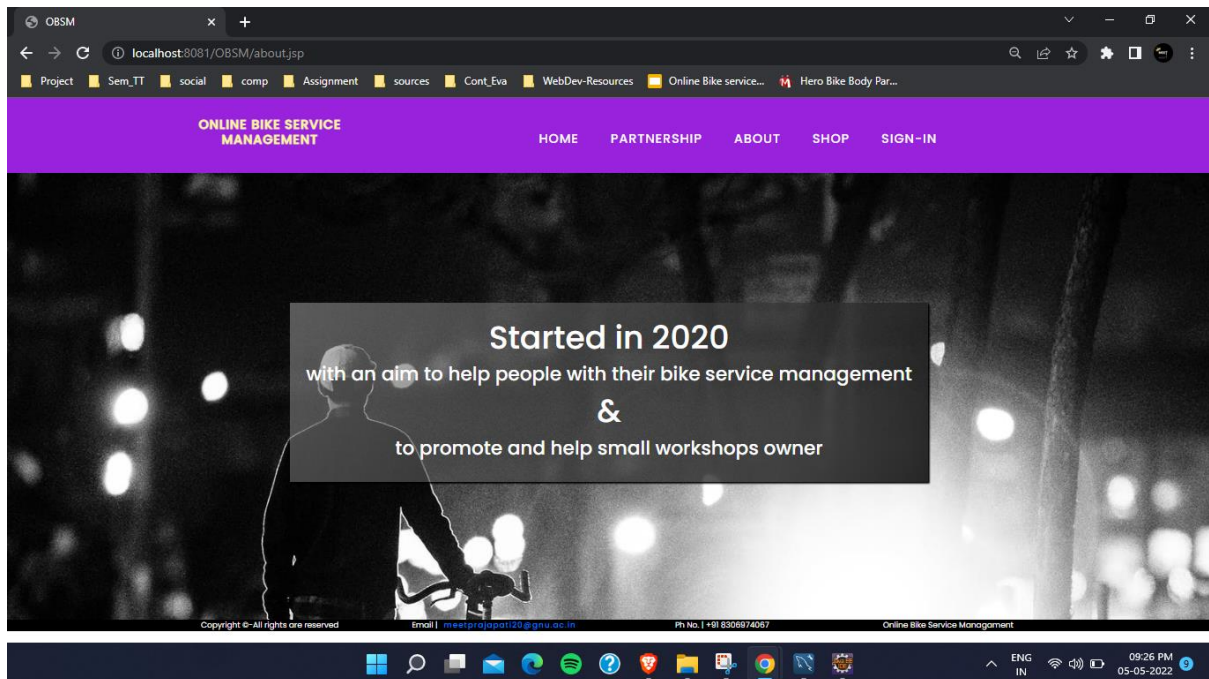 OBSM
localhost:8081/OBSM/about.jsp
Project Sem_TT social comp Assignment sources Cont_Eva WebDev-Resources Online Bike service... Hero Bike Body Par...
ONLINE BIKE SERVICE
MANAGEMENT
HOME PARTNERSHIP ABOUT SHOP SIGN-IN
Started in 2020
with an aim to help people with their bike service management
&
to promote and help small workshops owner
Copyright ©-All rights are reserved Email | meetprajapati20@gnu.ac.in Ph No. | +91 8306974067 Online Bike Service Managament
ENG
IN
09:26 PM
05-05-2022
9